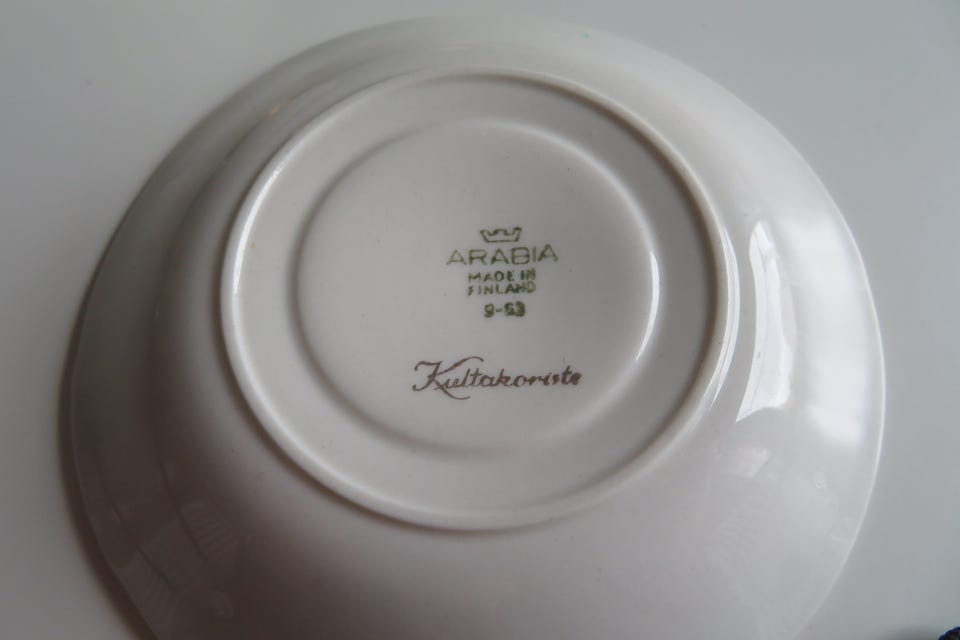 ARABIA
MADE IN
FINLAND
9-63
Kultakoriste